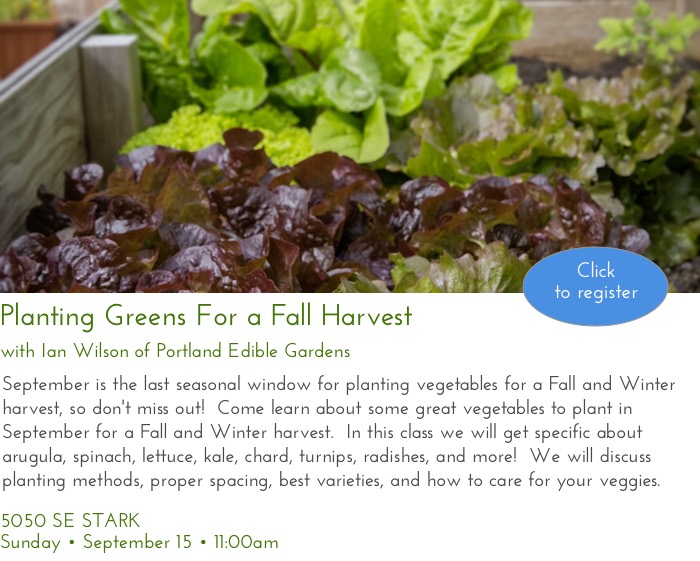 Click
to register
Planting Greens For a Fall Harvest
with Ian Wilson of Portland Edible Gardens
September is the last seasonal window for planting vegetables for a Fall and Winter
harvest, so don't miss out!  Come learn about some great vegetables to plant in
September for a Fall and Winter harvest.  In this class we will get specific about
arugula, spinach, lettuce, kale, chard, turnips, radishes, and more!  We will discuss
planting methods, proper spacing, best varieties, and how to care for your veggies.
5050 SE STARK
Sunday • September 15 • 11:00am